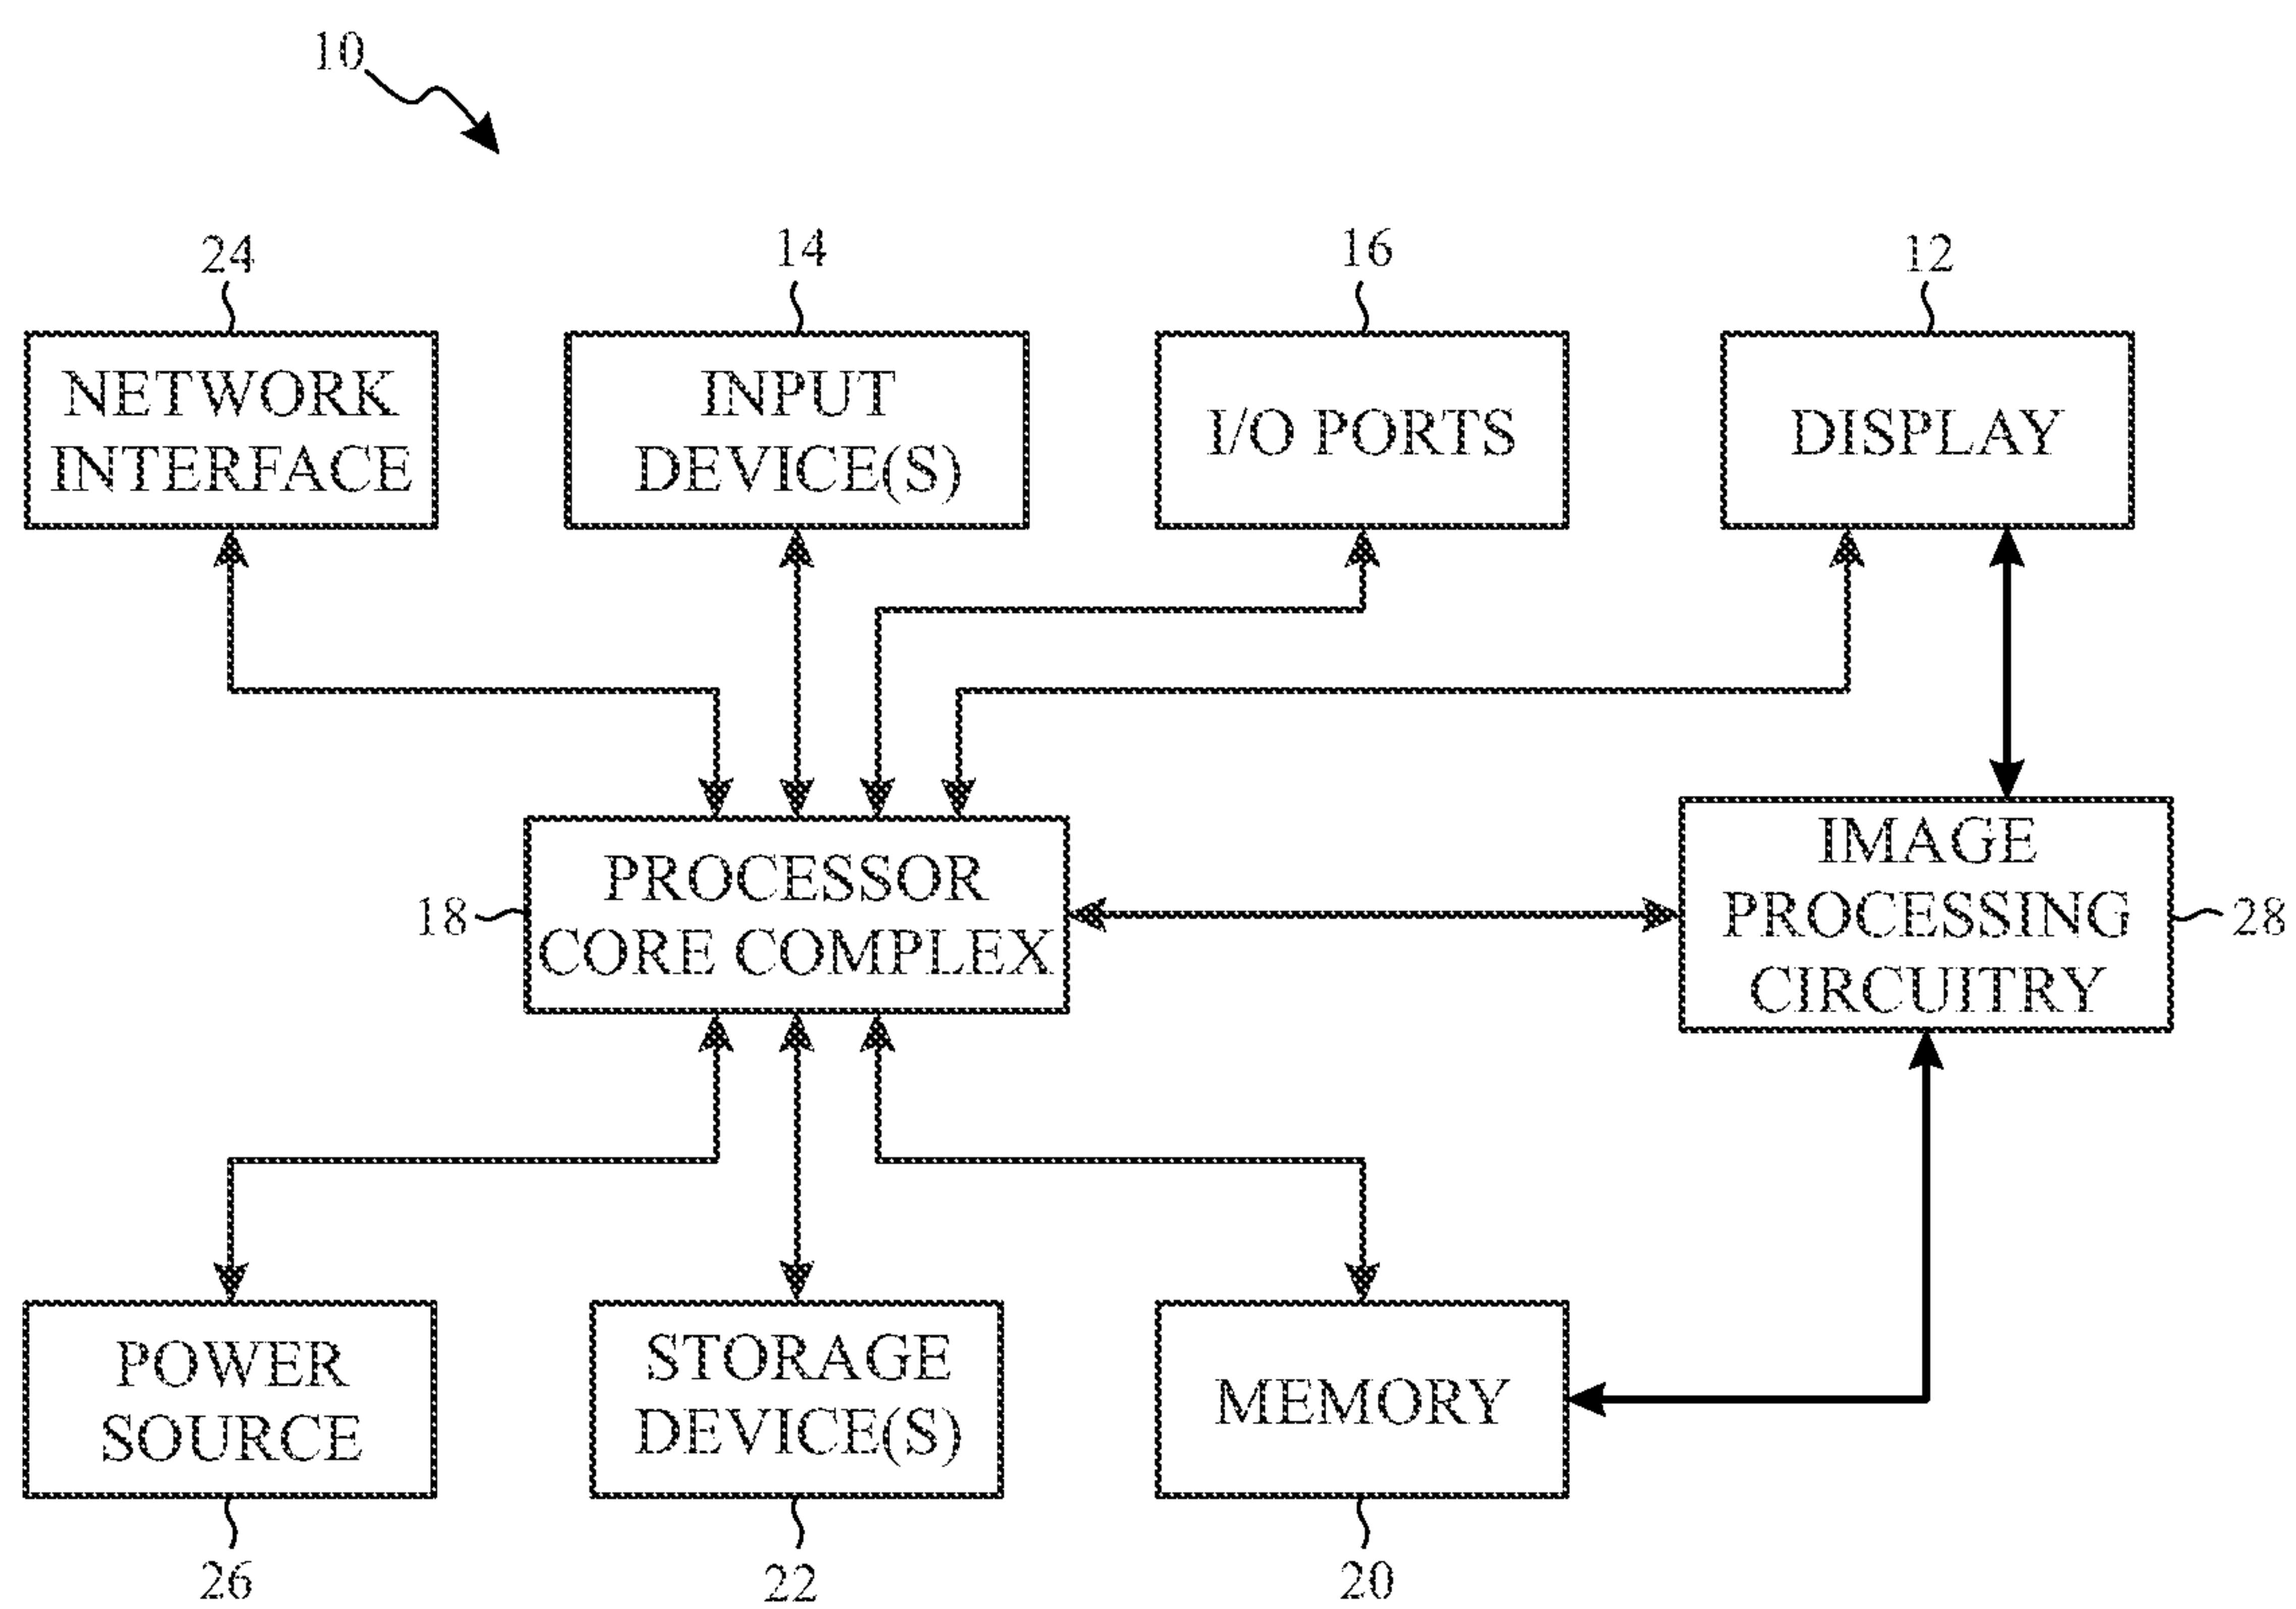 10
24
14
16
12
NETWORK
INTERFACE
INPUT
DEVICE(S)
I/O PORTS
DISPLAY
18
PROCESSOR
CORE COMPLEX
IMAGE
PROCESSING
CIRCUITRY
28
POWER
SOURCE
STORAGE
DEVICE(S)
MEMORY
26
22
20